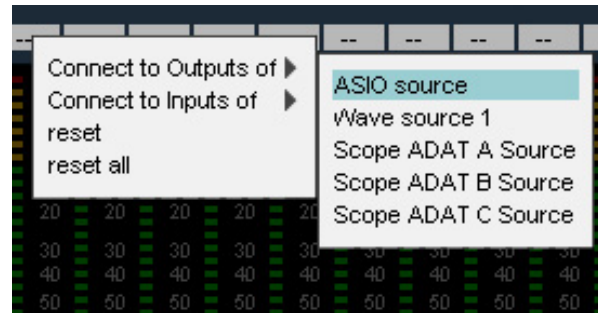 -- -- -- -- --
Connect to Outputs of
Connect to Inputs of
reset
reset all
ASIO source
Wave source 1
Scope ADAT A Source
Scope ADAT B Source
Scope ADAT C Source
20 20 20 20 20
30 30 30 30 30 30 30 30 30
40 40 40 40 40 40 40 40 40
50 50 50 50 50 50 50 50 50